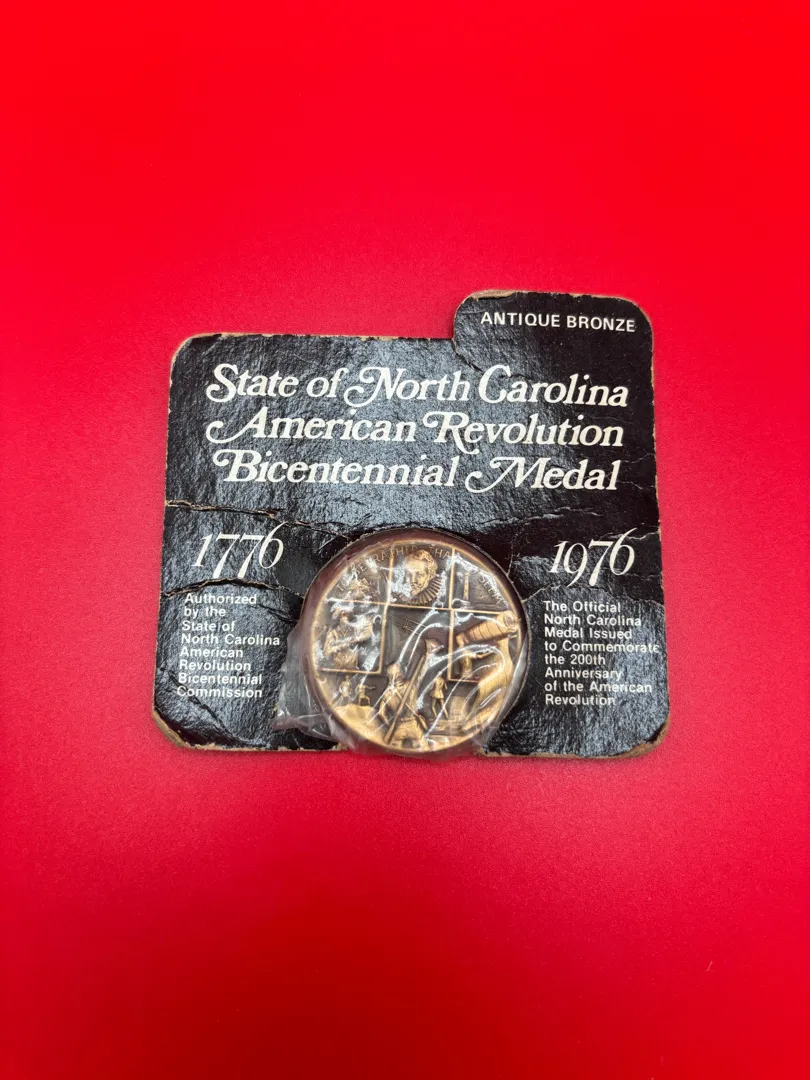 ANTIQUE BRONZE
State of North Carolina
American Revolution
Bicentennial Medal
1776
1976
Authorized
by the
State of
North Carolina
American
Revolution
Bicentennial
Commission
The Official
North Carolina
Medal Issued
to Commemorate
the 200th
Anniversary
of the American
Revolution